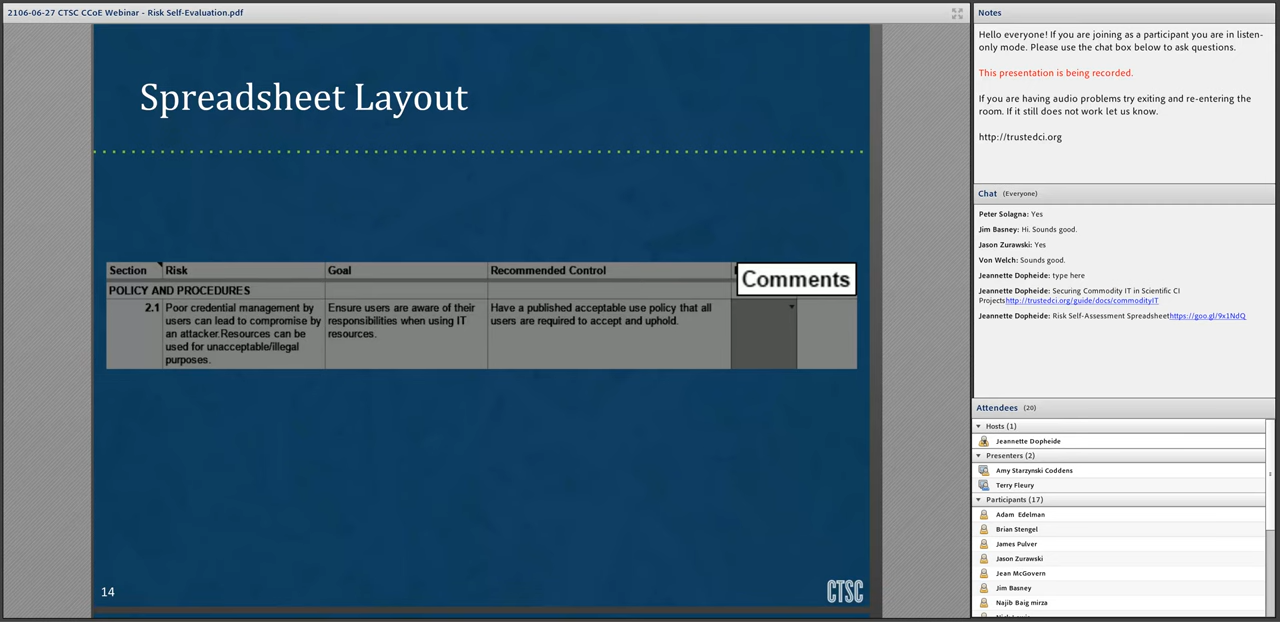 2106-06-27 CTSC CCoE Webinar - Risk Self-Evaluation.pdf
Spreadsheet Layout
Section Risk Goal Recommended Control Comments
POLICY AND PROCEDURES
2.1 Poor credential management by
users can lead to compromise by
an attacker.Resources can be
used for unacceptable/illegal
purposes.
Ensure users are aware of their
responsibilities when using IT
resources.
Have a published acceptable use policy that all
users are required to accept and uphold.
14
CTSC
Notes
Hello everyone! If you are joining as a participant you are in listen-
only mode. Please use the chat box below to ask questions.
This presentation is being recorded.
If you are having audio problems try exiting and re-entering the
room. If it still does not work let us know.
http://trustedci.org
Chat (Everyone)
Peter Solagna: Yes
Jim Basney: Hi. Sounds good.
Jason Zurawski: Yes
Von Welch: Sounds good.
Jeannette Dopheide: type here
Jeannette Dopheide: Securing Commodity IT in Scientific CI
Projectshttp://trustedci.org/guide/docs/commodityIT
Jeannette Dopheide: Risk Self-Assessment Spreadsheethttps://goo.gl/9x1NdQ
Attendees (20)
Hosts (1)
Jeannette Dopheide
Presenters (2)
Amy Starzynski Coddens
Terry Fleury
Participants (17)
Adam Edelman
Brian Stengel
James Pulver
Jason Zurawski
Jean McGovern
Jim Basney
Najib Baig mirza